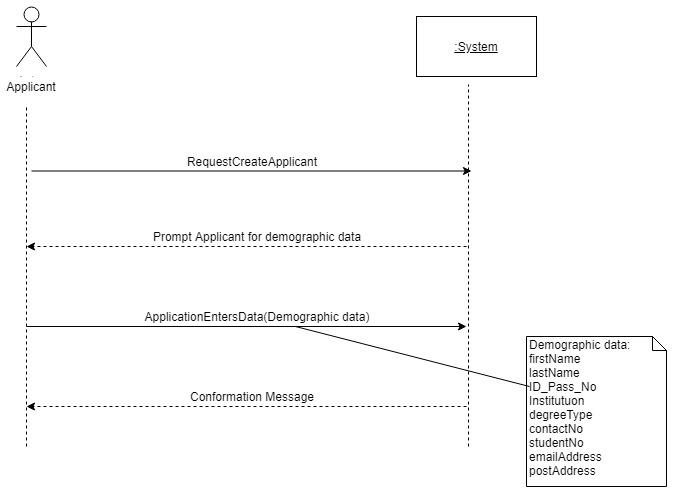 :System
Applicant
RequestCreateApplicant
Prompt Applicant for demographic data
ApplicationEntersData(Demographic data)
Conformation Message
Demographic data:
firstName
lastName
ID_Pass_No
Institutuon
degreeType
contactNo
studentNo
emailAddress
postAddress